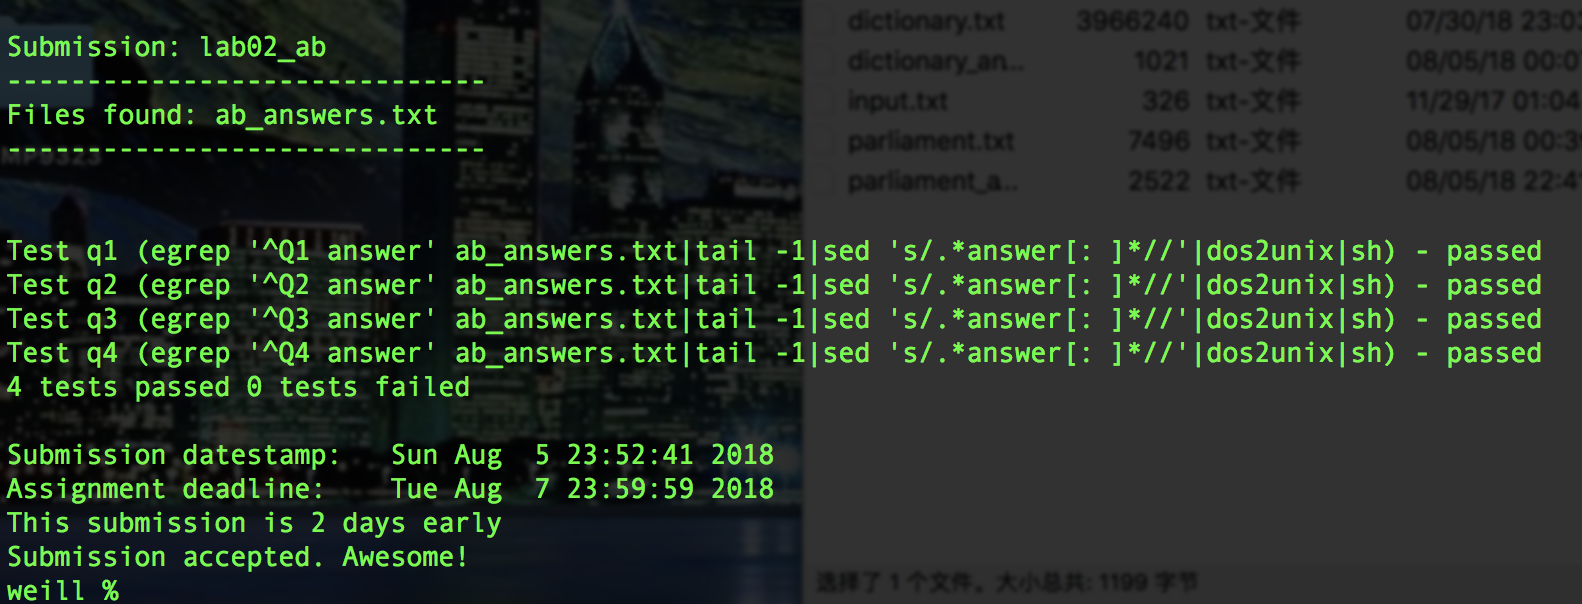 Submission: lab02_ab
------------------------------
Files found: ab_answers.txt
------------------------------
Test q1 (egrep '^Q1 answer' ab_answers.txt|tail -1|sed 's/.*answer[: ]*//'|dos2unix|sh) - passed
Test q2 (egrep '^Q2 answer' ab_answers.txt|tail -1|sed 's/.*answer[: ]*//'|dos2unix|sh) - passed
Test q3 (egrep '^Q3 answer' ab_answers.txt|tail -1|sed 's/.*answer[: ]*//'|dos2unix|sh) - passed
Test q4 (egrep '^Q4 answer' ab_answers.txt|tail -1|sed 's/.*answer[: ]*//'|dos2unix|sh) - passed
4 tests passed 0 tests failed
Submission datestamp:   Sun Aug  5 23:52:41 2018
Assignment deadline:    Tue Aug  7 23:59:59 2018
This submission is 2 days early
Submission accepted. Awesome!
weill %
dictionary.txt 3966240 txt-文件 07/30/18 23:0
dictionary_an... 1021 txt-文件 08/05/18 00:0
input.txt 326 txt-文件 11/29/17 01:04
parliament.txt 7496 txt-文件 08/05/18 00:3
parliament_a... 2522 txt-文件 08/05/18 22:4
选择了 1 个文件。大小总共: 1199 字节